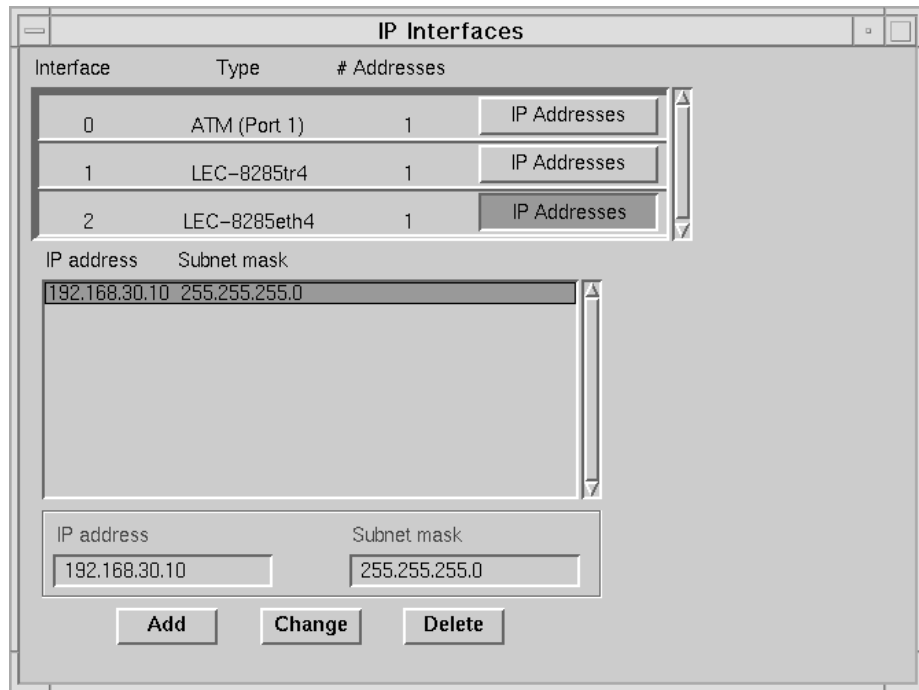 IP Interfaces
Interface Type # Addresses
0 ATM (Port 1) 1 IP Addresses
1 LEC-8285tr4 1 IP Addresses
2 LEC-8285eth4 1 IP Addresses
IP address Subnet mask
192.168.30.10 255.255.255.0
IP address Subnet mask
192.168.30.10 255.255.255.0
Add Change Delete